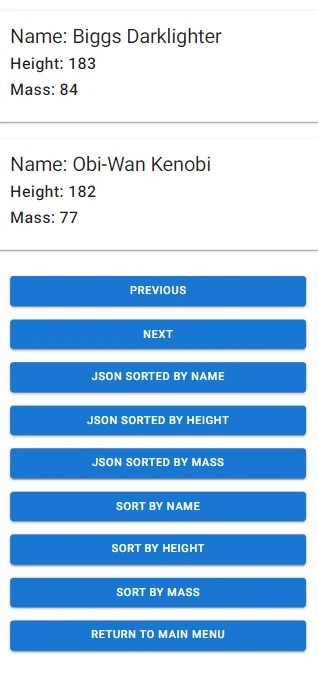 Name: Biggs Darklighter
Height: 183
Mass: 84
Name: Obi-Wan Kenobi
Height: 182
Mass: 77
PREVIOUS
NEXT
JSON SORTED BY NAME
JSON SORTED BY HEIGHT
JSON SORTED BY MASS
SORT BY NAME
SORT BY HEIGHT
SORT BY MASS
RETURN TO MAIN MENU